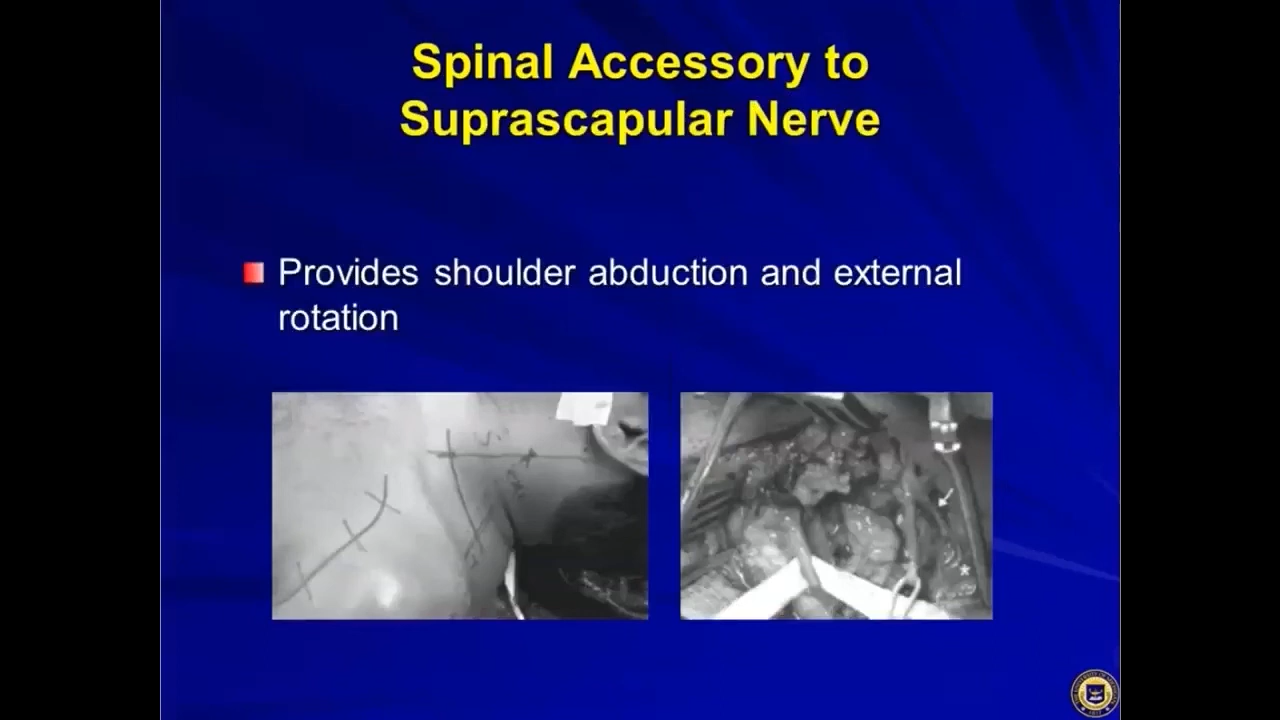 Spinal Accessory to
Suprascapular Nerve
Provides shoulder abduction and external
rotation